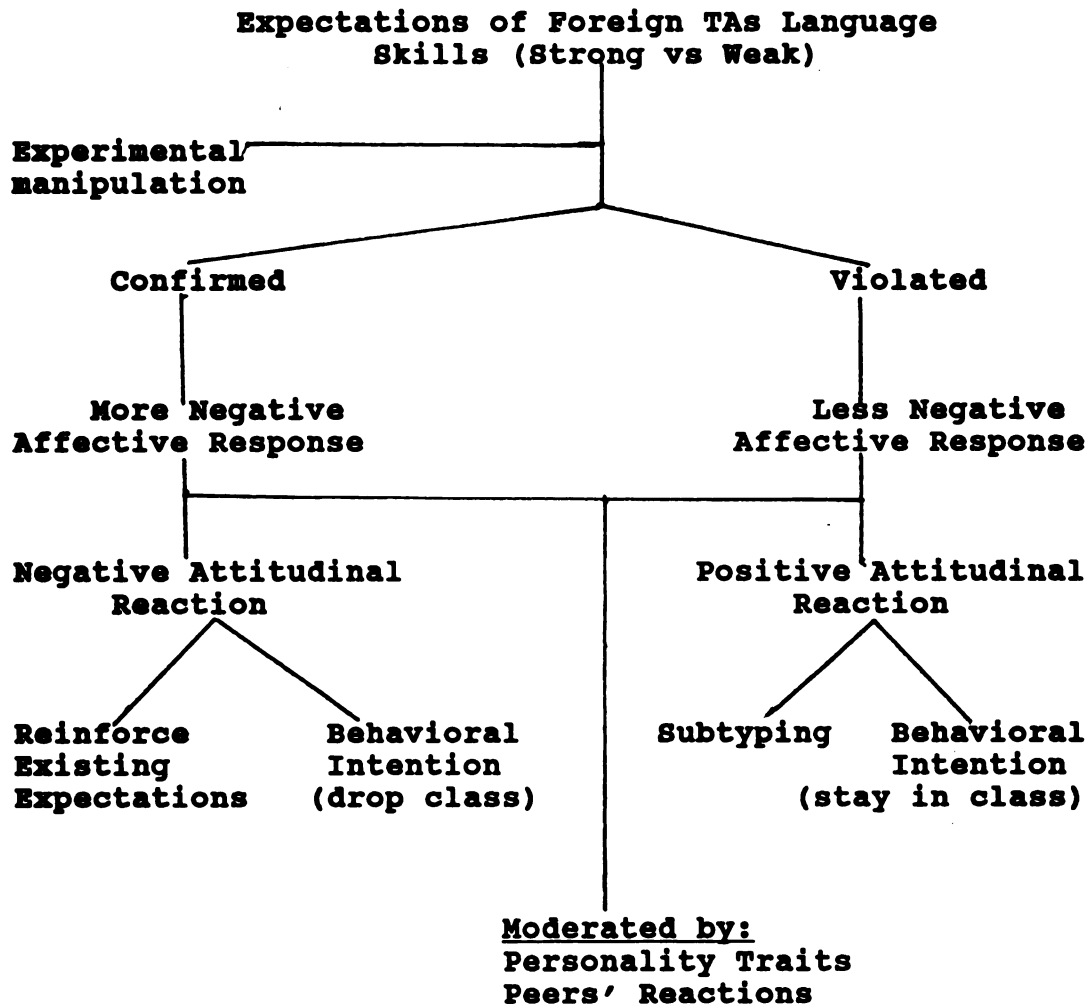 Expectations of Foreign TAs Language
Skills (Strong vs Weak)
Experimental
manipulation
Confirmed
Violated
More Negative
Affective Response
Less Negative
Affective Response
Negative Attitudinal
Reaction
Positive Attitudinal
Reaction
Reinforce
Existing
Expectations
Behavioral
Intention
(drop class)
Subtyping
Behavioral
Intention
(stay in class)
Moderated by:
Personality Traits
Peers' Reactions